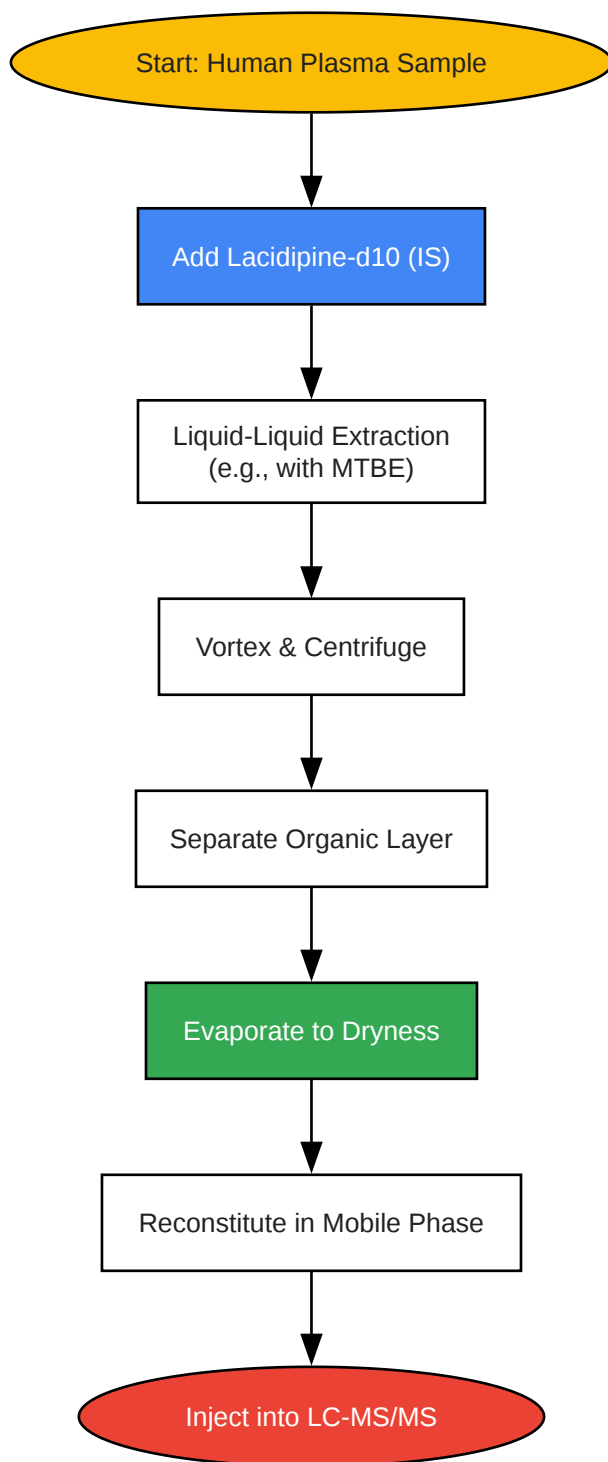 Start: Human Plasma Sample
Add Lacidipine-d10 (IS)
Liquid-Liquid Extraction
(e.g., with MTBE)
Vortex & Centrifuge
Separate Organic Layer
Evaporate to Dryness
Reconstitute in Mobile Phase
Inject into LC-MS/MS